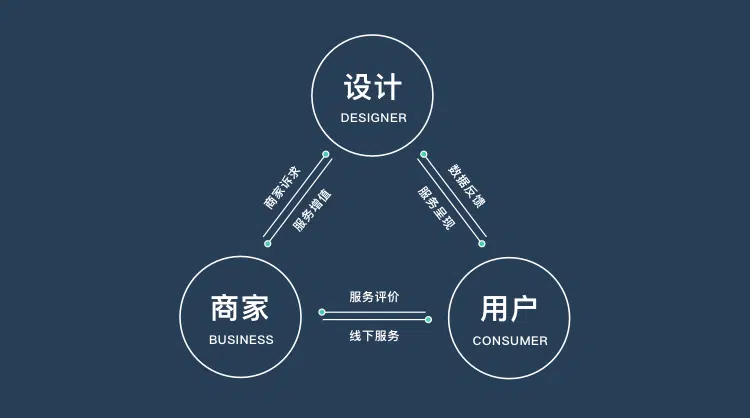 设计
DESIGNER
商家诉求
服务增值
数据反馈
服务呈现
商家
BUSINESS
服务评价
线下服务
用户
CONSUMER